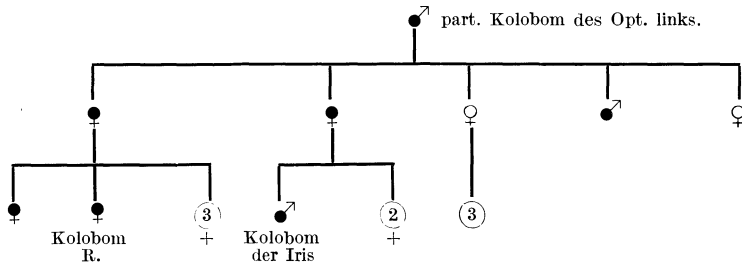 part. Kolobom des Opt. links.
3 2 3
Kolobom Kolobom
R. der Iris